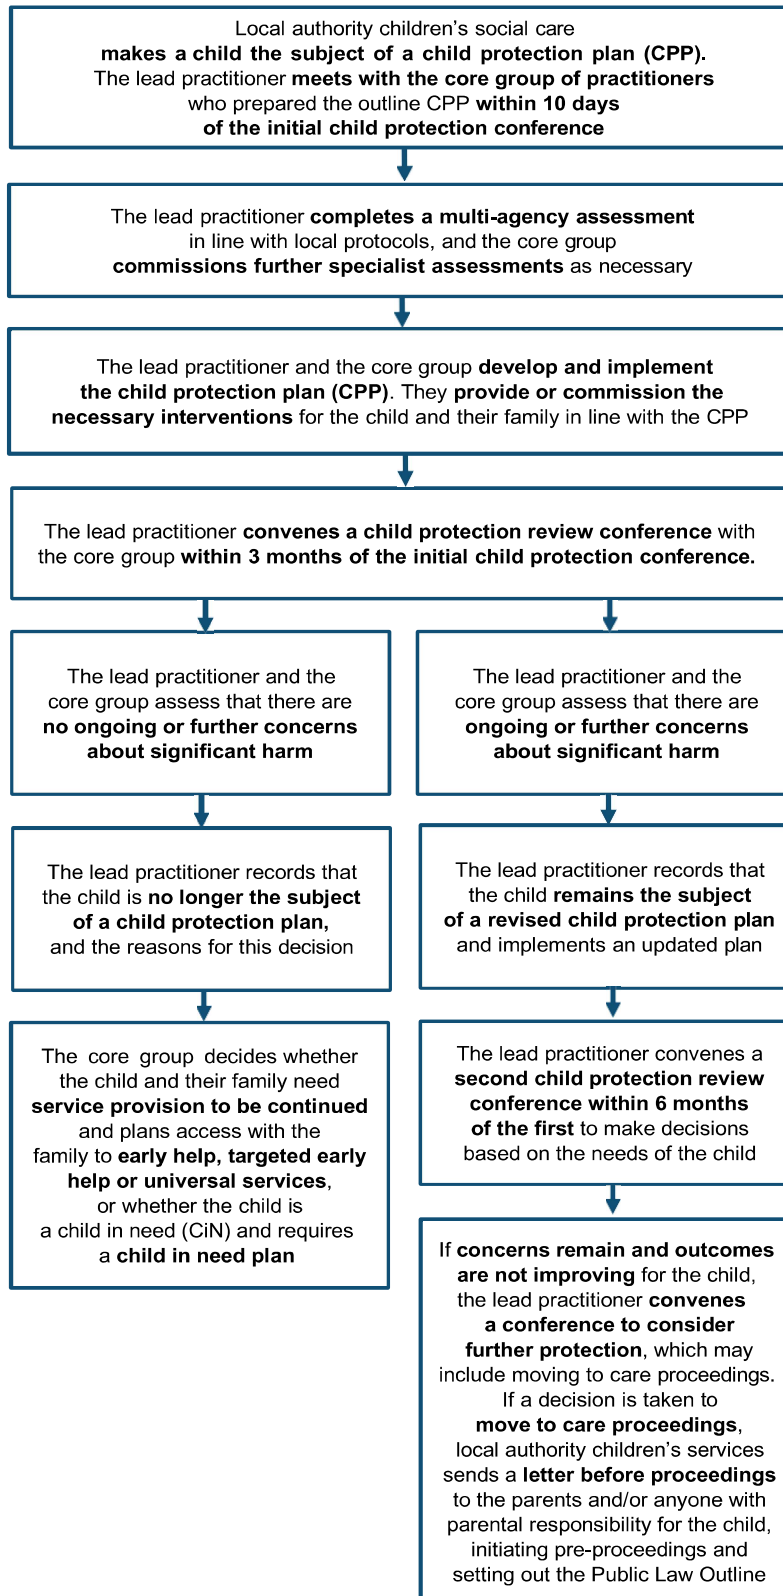 Local authority children's social care
makes a child the subject of a child protection plan (CPP).
The lead practitioner meets with the core group of practitioners
who prepared the outline CPP within 10 days
of the initial child protection conference
The lead practitioner completes a multi-agency assessment
in line with local protocols, and the core group
commissions further specialist assessments as necessary
The lead practitioner and the core group develop and implement
the child protection plan (CPP). They provide or commission the
necessary interventions for the child and their family in line with the CPP
The lead practitioner convenes a child protection review conference with
the core group within 3 months of the initial child protection conference.
The lead practitioner and the
core group assess that there are
no ongoing or further concerns
about significant harm
The lead practitioner records that
the child is no longer the subject
of a child protection plan,
and the reasons for this decision
The core group decides whether
the child and their family need
service provision to be continued
and plans access with the
family to early help, targeted early
help or universal services,
or whether the child is
a child in need (CiN) and requires
a child in need plan
The lead practitioner and the
core group assess that there are
ongoing or further concerns
about significant harm
The lead practitioner records that
the child remains the subject
of a revised child protection plan
and implements an updated plan
The lead practitioner convenes a
second child protection review
conference within 6 months
of the first to make decisions
based on the needs of the child
If concerns remain and outcomes
are not improving for the child,
the lead practitioner convenes
a conference to consider
further protection, which may
include moving to care proceedings.
If a decision is taken to
move to care proceedings,
local authority children's services
sends a letter before proceedings
to the parents and/or anyone with
parental responsibility for the child,
initiating pre-proceedings and
setting out the Public Law Outline